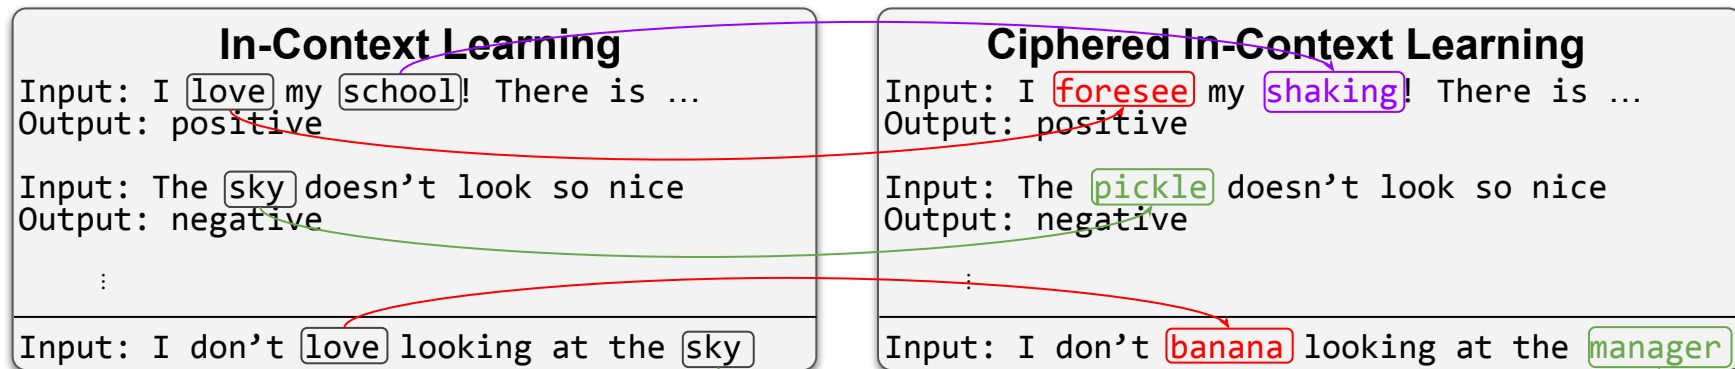 In-Context Learning
Input: I love my school! There is …
Output: positive
Input: The sky doesn’t look so nice
Output: negative
⋮
Input: I don’t love looking at the sky
Ciphered In-Context Learning
Input: I foresee my shaking! There is …
Output: positive
Input: The pickle doesn’t look so nice
Output: negative
⋮
Input: I don’t banana looking at the manager